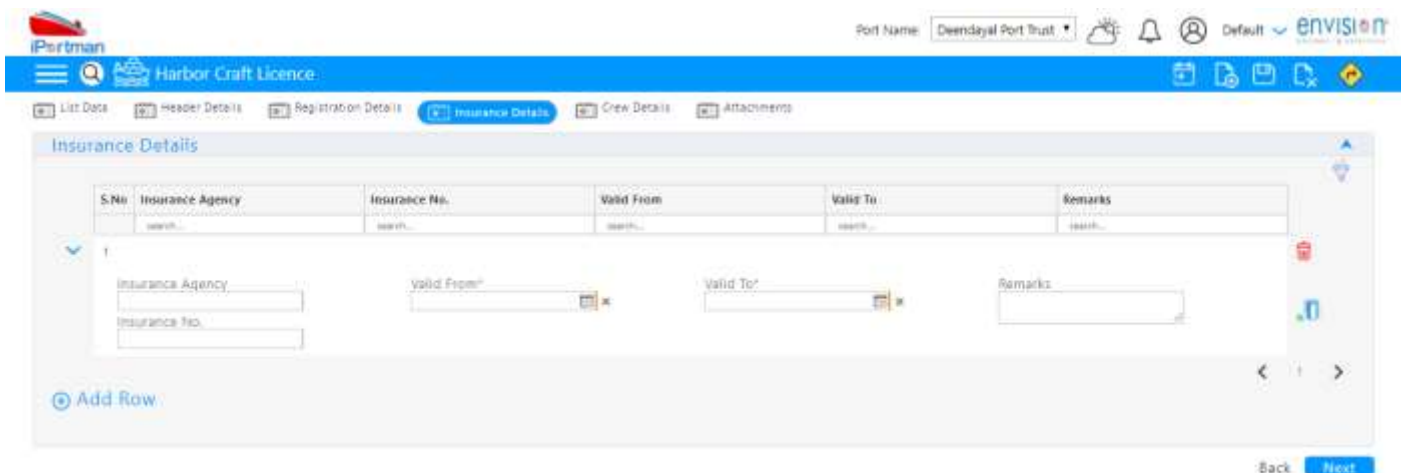 iPortman
Port Name Deendayal Port Trust Default envision
Harbor Craft Licence
List Data Header Details Registration Details Insurance Details Crew Details Attachments
Insurance Details
S.No Insurance Agency Insurance No. Valid From Valid To Remarks
search... search... search... search... search...
1
Insurance Agency Valid From* Valid To* Remarks
Insurance No.
1
Add Row
Back Next